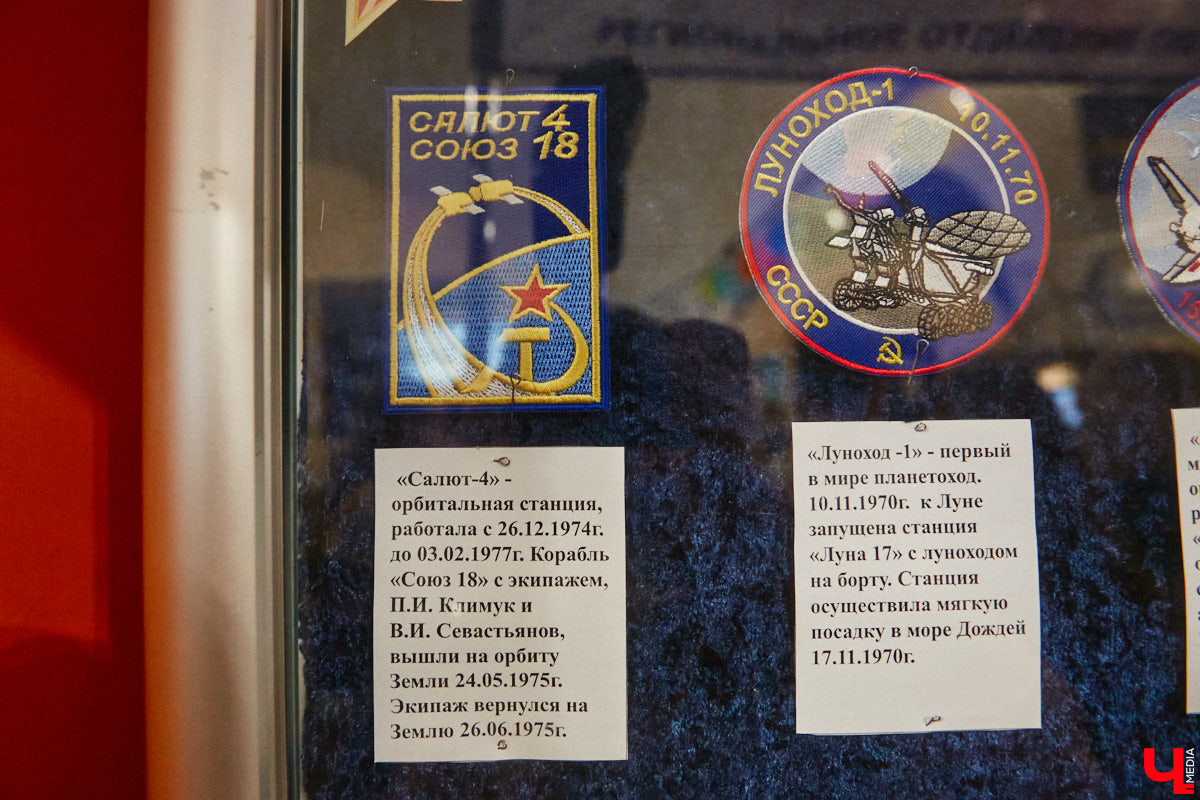 САЛЮТ 4
СОЮЗ 18
ЛУНОХОД-1
10.11.70
СССР
«Салют-4» -
орбитальная станция,
работала с 26.12.1974г.
до 03.02.1977г. Корабль
«Союз 18» с экипажем,
П.И. Климук и
В.И. Севастьянов,
вышли на орбиту
Земли 24.05.1975г.
Экипаж вернулся на
Землю 26.06.1975г.
«Луноход -1» - первый
в мире планетоход.
10.11.1970г. к Луне
запущена станция
«Луна 17» с луноходом
на борту. Станция
осуществила мягкую
посадку в море Дождей
17.11.1970г.
Ч MEDIA